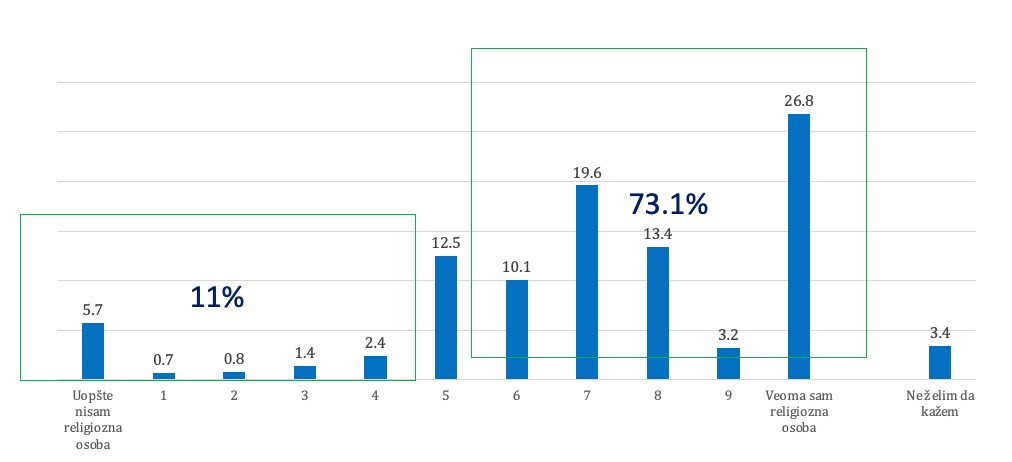 26.8
19.6
73.1%
13.4
12.5
10.1
11%
5.7
0.7
0.8
1.4
2.4
3.2
3.4
Uopšte
nisam
religiozna
osoba
1
2
3
4
5
6
7
8
9
Veoma sam
religiozna
osoba
Ne želim da
kažem